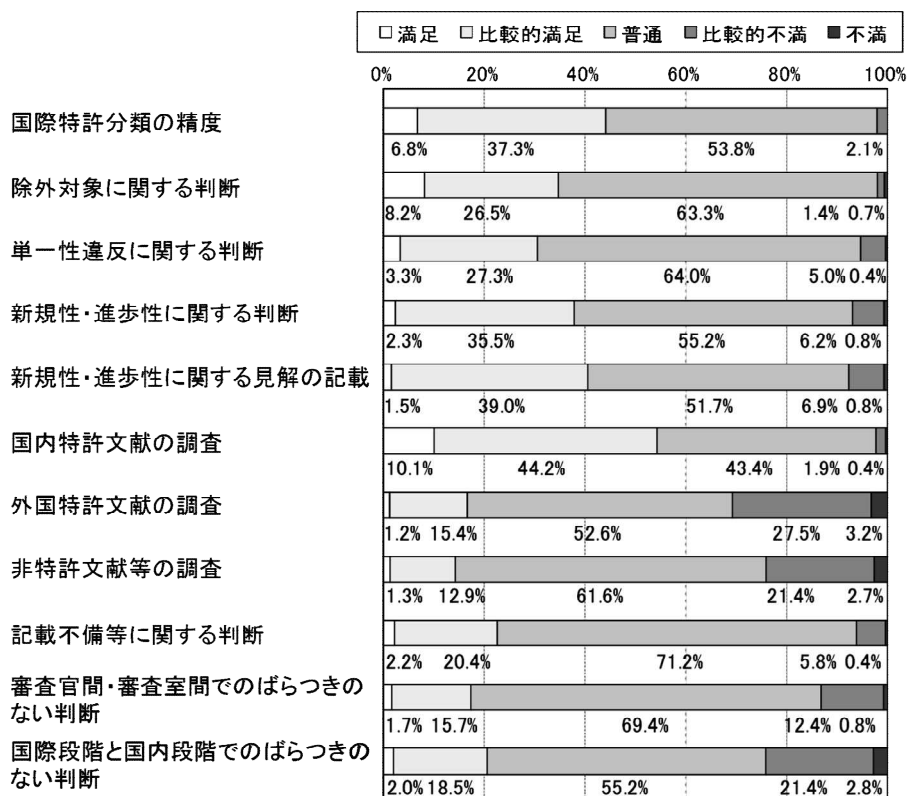 満足 比較的満足 普通 比較的不満 不満
0% 20% 40% 60% 80% 100%
国際特許分類の精度
6.8% 37.3% 53.8% 2.1%
除外対象に関する判断
8.2% 26.5% 63.3% 1.4% 0.7%
単一性違反に関する判断
3.3% 27.3% 64.0% 5.0% 0.4%
新規性・進歩性に関する判断
2.3% 35.5% 55.2% 6.2% 0.8%
新規性・進歩性に関する見解の記載
1.5% 39.0% 51.7% 6.9% 0.8%
国内特許文献の調査
10.1% 44.2% 43.4% 1.9% 0.4%
外国特許文献の調査
1.2% 15.4% 52.6% 27.5% 3.2%
非特許文献等の調査
1.3% 12.9% 61.6% 21.4% 2.7%
記載不備等に関する判断
2.2% 20.4% 71.2% 5.8% 0.4%
審査官間・審査室間でのばらつきの
ない判断
1.7% 15.7% 69.4% 12.4% 0.8%
国際段階と国内段階でのばらつきの
ない判断
2.0% 18.5% 55.2% 21.4% 2.8%